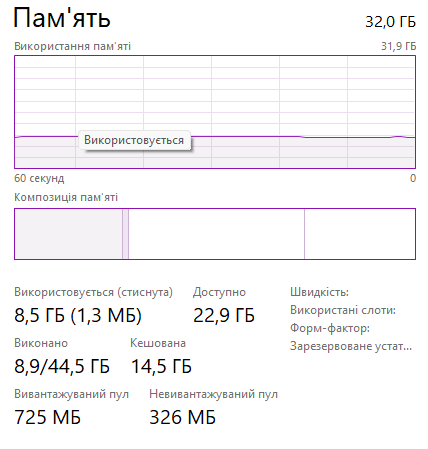 Пам'ять 32,0 ГБ
Використання пам'яті 31,9 ГБ
Використовується
60 секунд 0
Композиція пам'яті
Використовується (стиснута) Доступно Швидкість:
8,5 ГБ (1,3 МБ) 22,9 ГБ Використані слоти:
Форм-фактор:
Виконано Кешована Зарезервоване устат...
8,9/44,5 ГБ 14,5 ГБ
Вивантажуваний пул Невивантажуваний пул
725 МБ 326 МБ